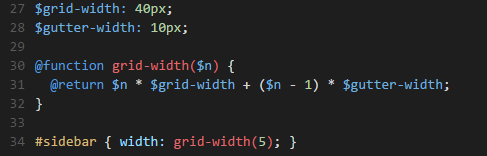 27 $grid-width: 40px;
28 $gutter-width: 10px;
29
30 @function grid-width($n) {
31   @return $n * $grid-width + ($n - 1) * $gutter-width;
32 }
33
34 #sidebar { width: grid-width(5); }